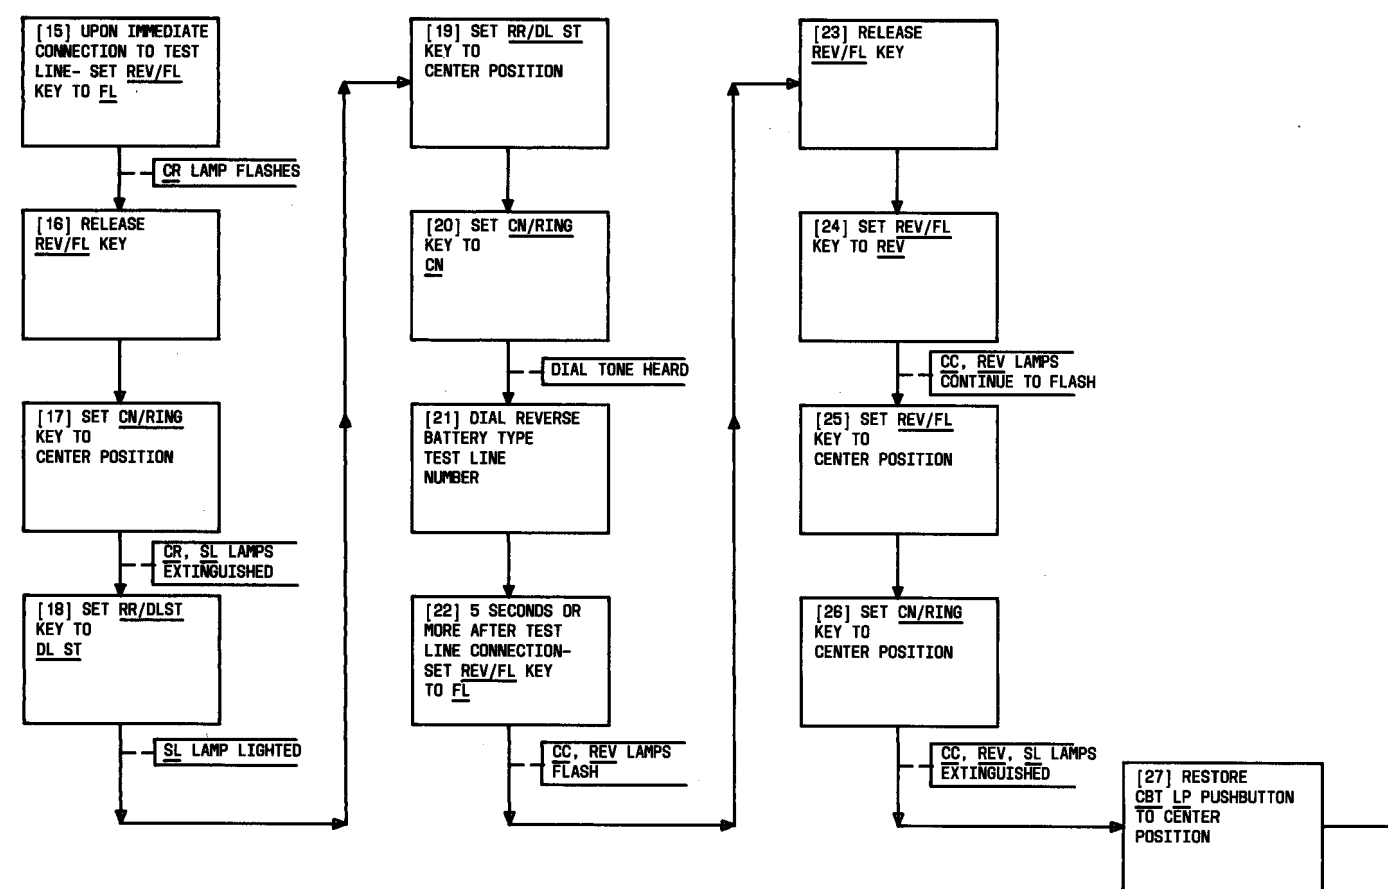 [15] UPON IMMEDIATE
CONNECTION TO TEST
LINE- SET REV/FL
KEY TO FL
CR LAMP FLASHES
[16] RELEASE
REV/FL KEY
[17] SET CN/RING
KEY TO
CENTER POSITION
CR, SL LAMPS
EXTINGUISHED
[18] SET RR/DLST
KEY TO
DL ST
SL LAMP LIGHTED
[19] SET RR/DL ST
KEY TO
CENTER POSITION
[20] SET CN/RING
KEY TO
CN
DIAL TONE HEARD
[21] DIAL REVERSE
BATTERY TYPE
TEST LINE
NUMBER
[22] 5 SECONDS OR
MORE AFTER TEST
LINE CONNECTION-
SET REV/FL KEY
TO FL
CC, REV LAMPS
FLASH
[23] RELEASE
REV/FL KEY
[24] SET REV/FL
KEY TO REV
CC, REV LAMPS
CONTINUE TO FLASH
[25] SET REV/FL
KEY TO
CENTER POSITION
[26] SET CN/RING
KEY TO
CENTER POSITION
CC, REV, SL LAMPS
EXTINGUISHED
[27] RESTORE
CBT LP PUSHBUTTON
TO CENTER
POSITION